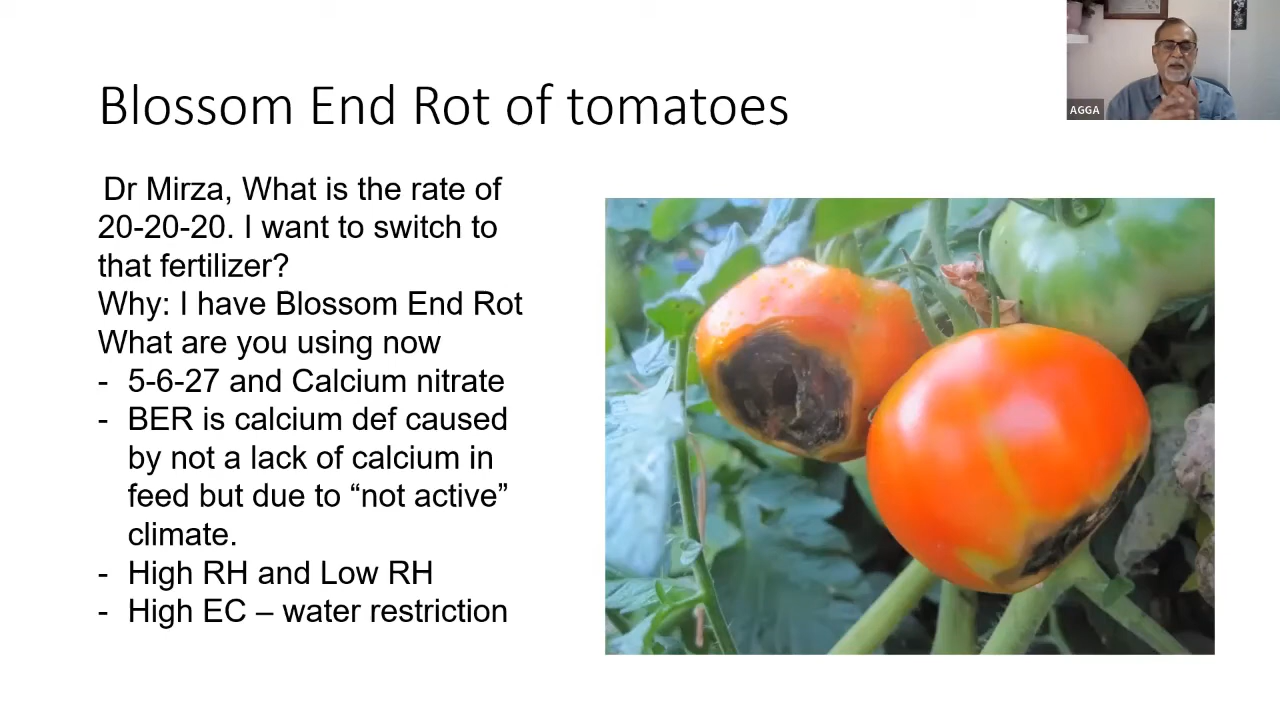 Blossom End Rot of tomatoes
AGGA
Dr Mirza, What is the rate of
20-20-20. I want to switch to
that fertilizer?
Why: I have Blossom End Rot
What are you using now
- 5-6-27 and Calcium nitrate
- BER is calcium def caused
by not a lack of calcium in
feed but due to “not active”
climate.
- High RH and Low RH
- High EC – water restriction